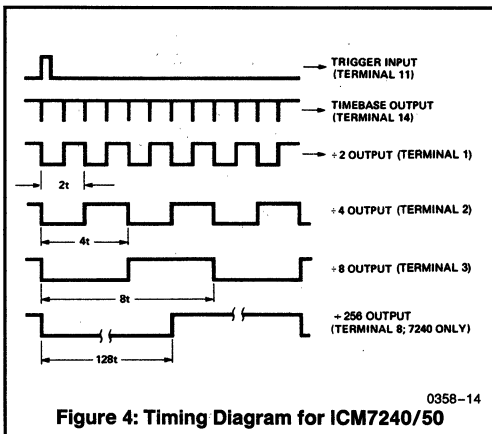 TRIGGER INPUT
(TERMINAL 11)
TIMEBASE OUTPUT
(TERMINAL 14)
÷2 OUTPUT (TERMINAL 1)
2t
÷4 OUTPUT (TERMINAL 2)
4t
÷8 OUTPUT (TERMINAL 3)
8t
÷256 OUTPUT
(TERMINAL 8; 7240 ONLY)
128t
0358–14
Figure 4: Timing Diagram for ICM7240/50